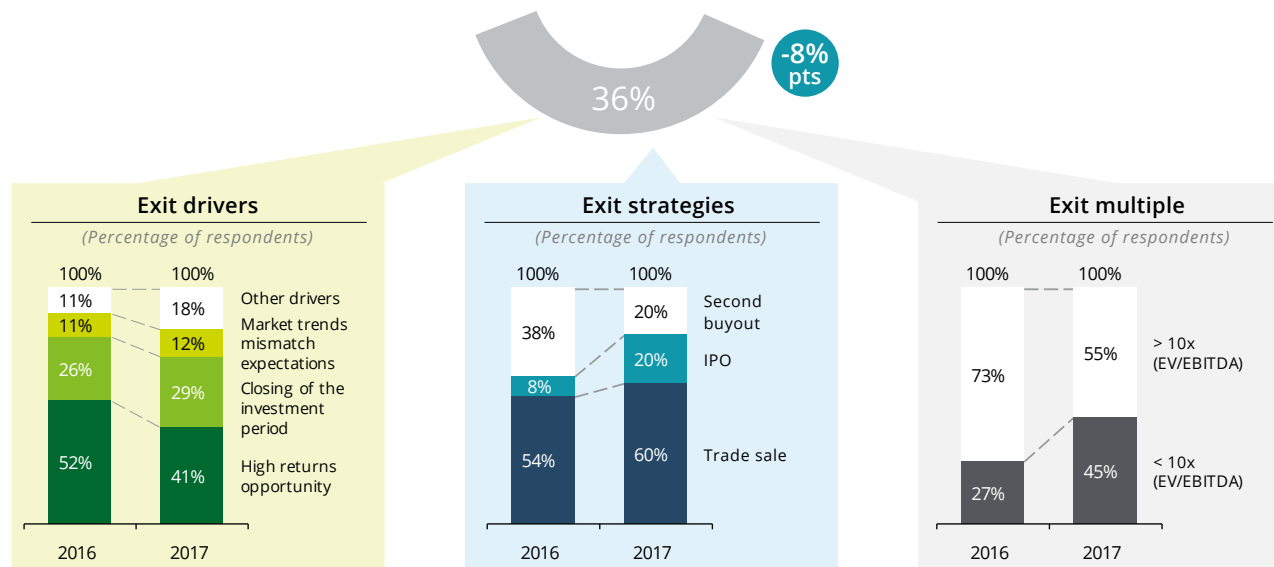 -8%
pts
36%
Exit drivers
(Percentage of respondents)
100%
100%
11%
18%
Other drivers
11%
12%
Market trends
mismatch
expectations
26%
29%
Closing of the
investment
period
52%
41%
High returns
opportunity
2016
2017
Exit strategies
(Percentage of respondents)
100%
100%
38%
20%
Second
buyout
8%
20%
IPO
54%
60%
Trade sale
2016
2017
Exit multiple
(Percentage of respondents)
100%
100%
73%
55%
> 10x
(EV/EBITDA)
27%
45%
< 10x
(EV/EBITDA)
2016
2017